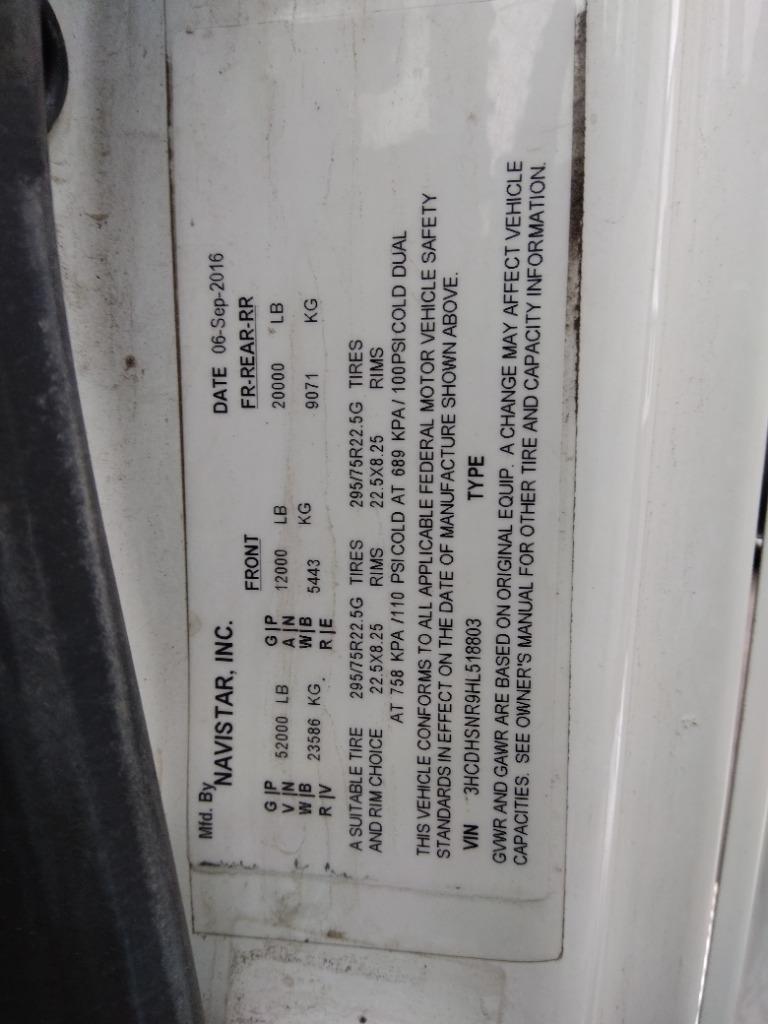 Mfd. By
NAVISTAR, INC. DATE 06-Sep-2016
FRONT FR-REAR-RR
G|P 52000 LB G|P 12000 LB 20000 LB
V|N A|N
W|B 23586 KG. W|B 5443 KG 9071 KG
R|V R|E
A SUITABLE TIRE 295/75R22.5G TIRES 295/75R22.5G TIRES
AND RIM CHOICE 22.5X8.25 RIMS 22.5X8.25 RIMS
AT 758 KPA /110 PSI COLD AT 689 KPA/ 100PSI COLD DUAL
THIS VEHICLE CONFORMS TO ALL APPLICABLE FEDERAL MOTOR VEHICLE SAFETY
STANDARDS IN EFFECT ON THE DATE OF MANUFACTURE SHOWN ABOVE.
VIN 3HCDHSNR9HL518803 TYPE
GVWR AND GAWR ARE BASED ON ORIGINAL EQUIP. A CHANGE MAY AFFECT VEHICLE
CAPACITIES. SEE OWNER'S MANUAL FOR OTHER TIRE AND CAPACITY INFORMATION.